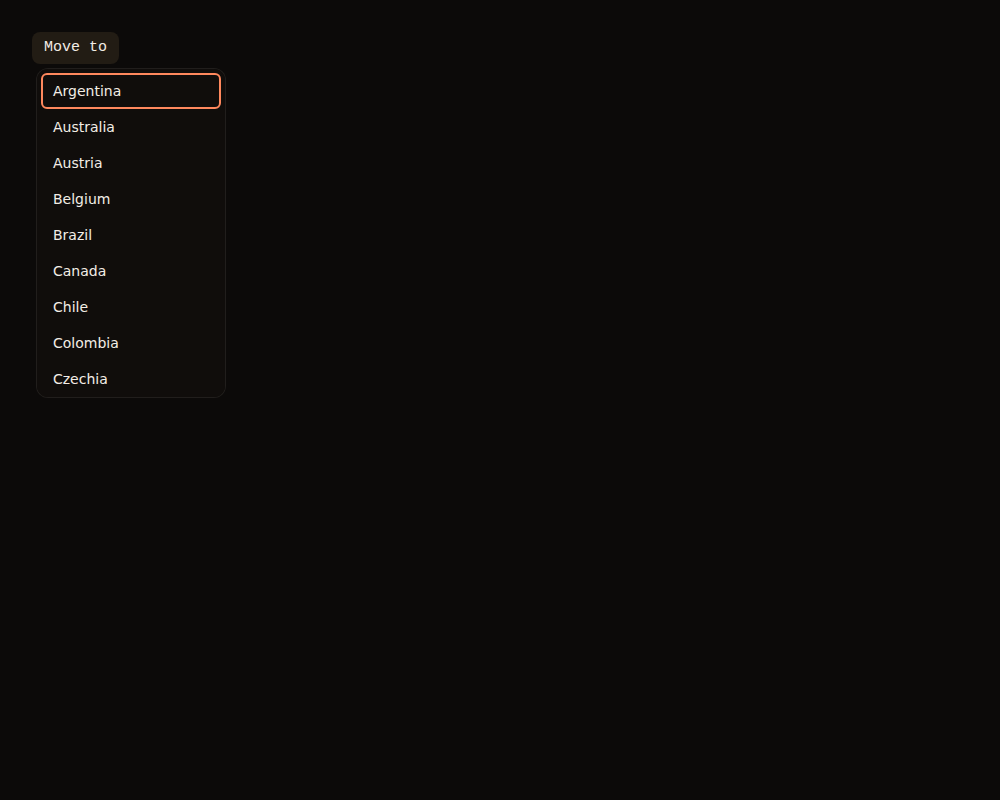 Move to
Argentina
Australia
Austria
Belgium
Brazil
Canada
Chile
Colombia
Czechia